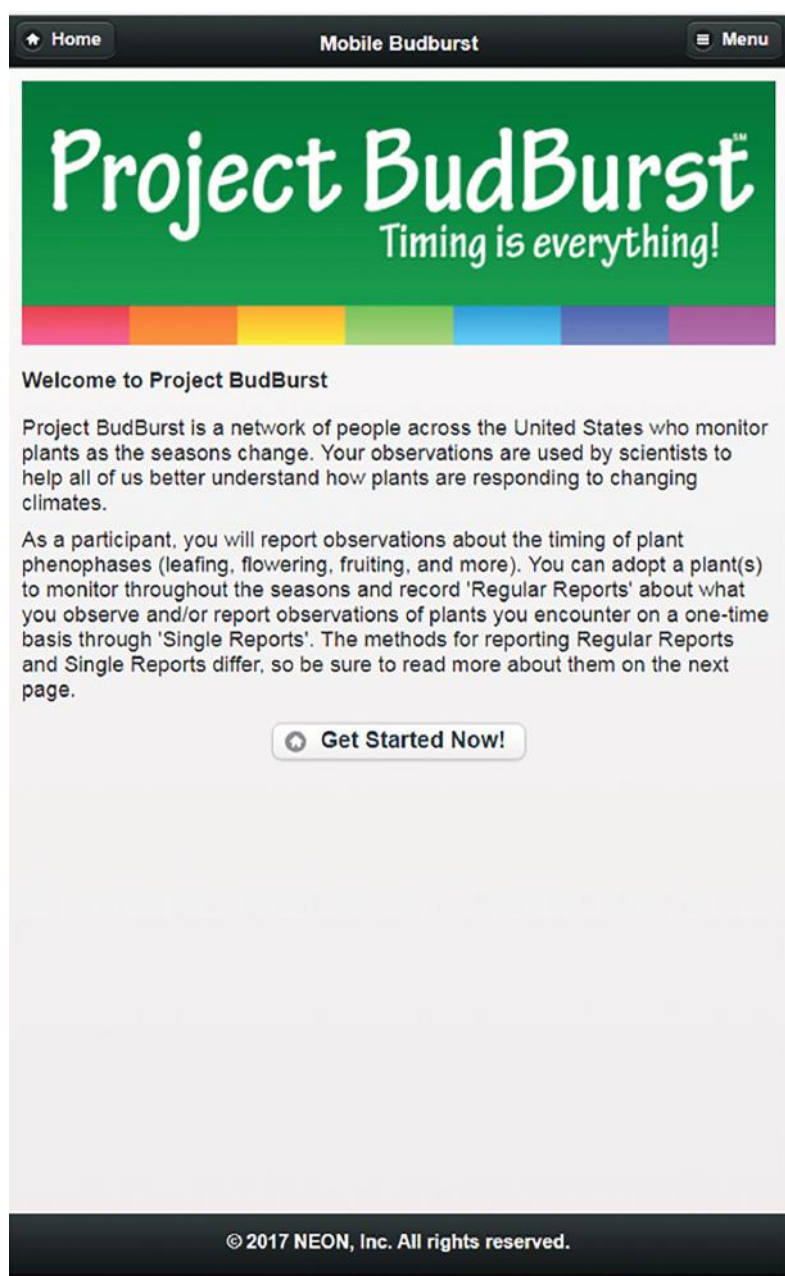 Home
Mobile Budburst
Menu
Project BudBurst℠
Timing is everything!
Welcome to Project BudBurst
Project BudBurst is a network of people across the United States who monitor
plants as the seasons change. Your observations are used by scientists to
help all of us better understand how plants are responding to changing
climates.
As a participant, you will report observations about the timing of plant
phenophases (leafing, flowering, fruiting, and more). You can adopt a plant(s)
to monitor throughout the seasons and record 'Regular Reports' about what
you observe and/or report observations of plants you encounter on a one-time
basis through 'Single Reports'. The methods for reporting Regular Reports
and Single Reports differ, so be sure to read more about them on the next
page.
Get Started Now!
© 2017 NEON, Inc. All rights reserved.